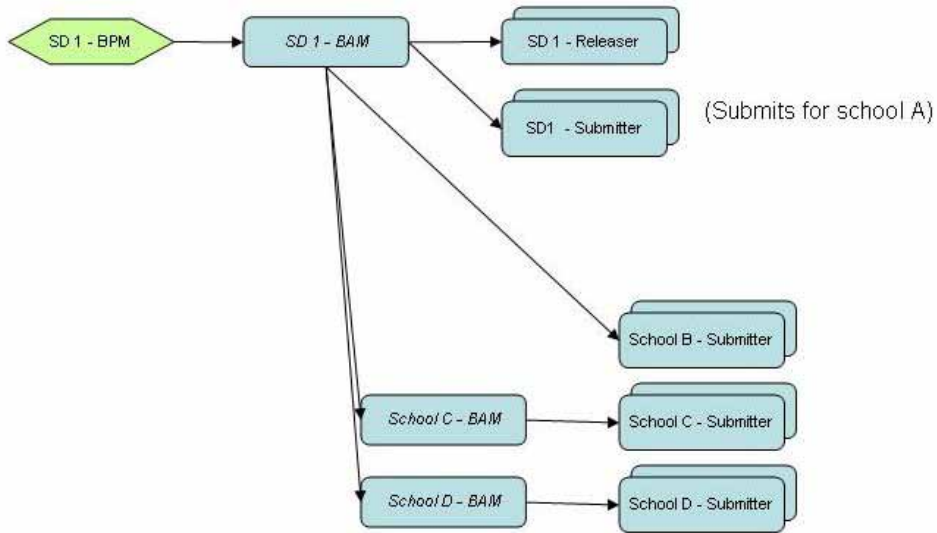 SD 1 - BPM
SD 1 - BAM
SD 1 - Releaser
SD1 - Submitter
(Submits for school A)
School B - Submitter
School C - BAM
School C - Submitter
School D - BAM
School D - Submitter